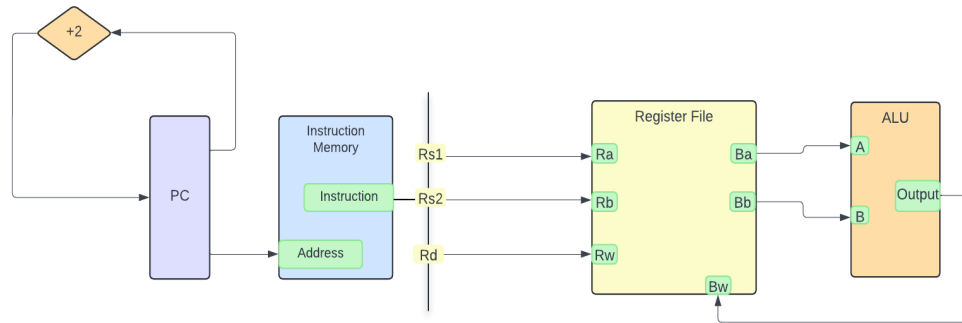 +2
PC
Instruction
Memory
Instruction
Address
Rs1
Rs2
Rd
Register File
Ra
Rb
Rw
Ba
Bb
Bw
ALU
A
B
Output